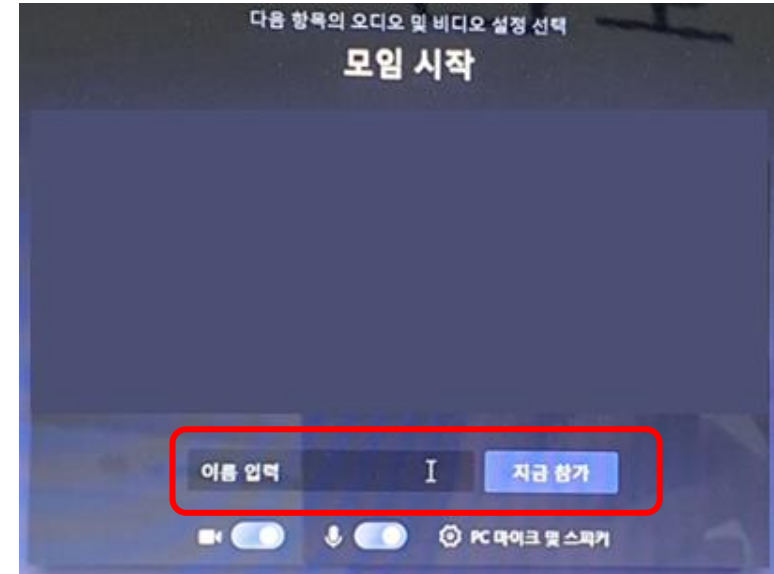 다음 항목의 오디오 및 비디오 설정 선택
모임 시작
이름 입력 지금 참가
PC 마이크 및 스피커